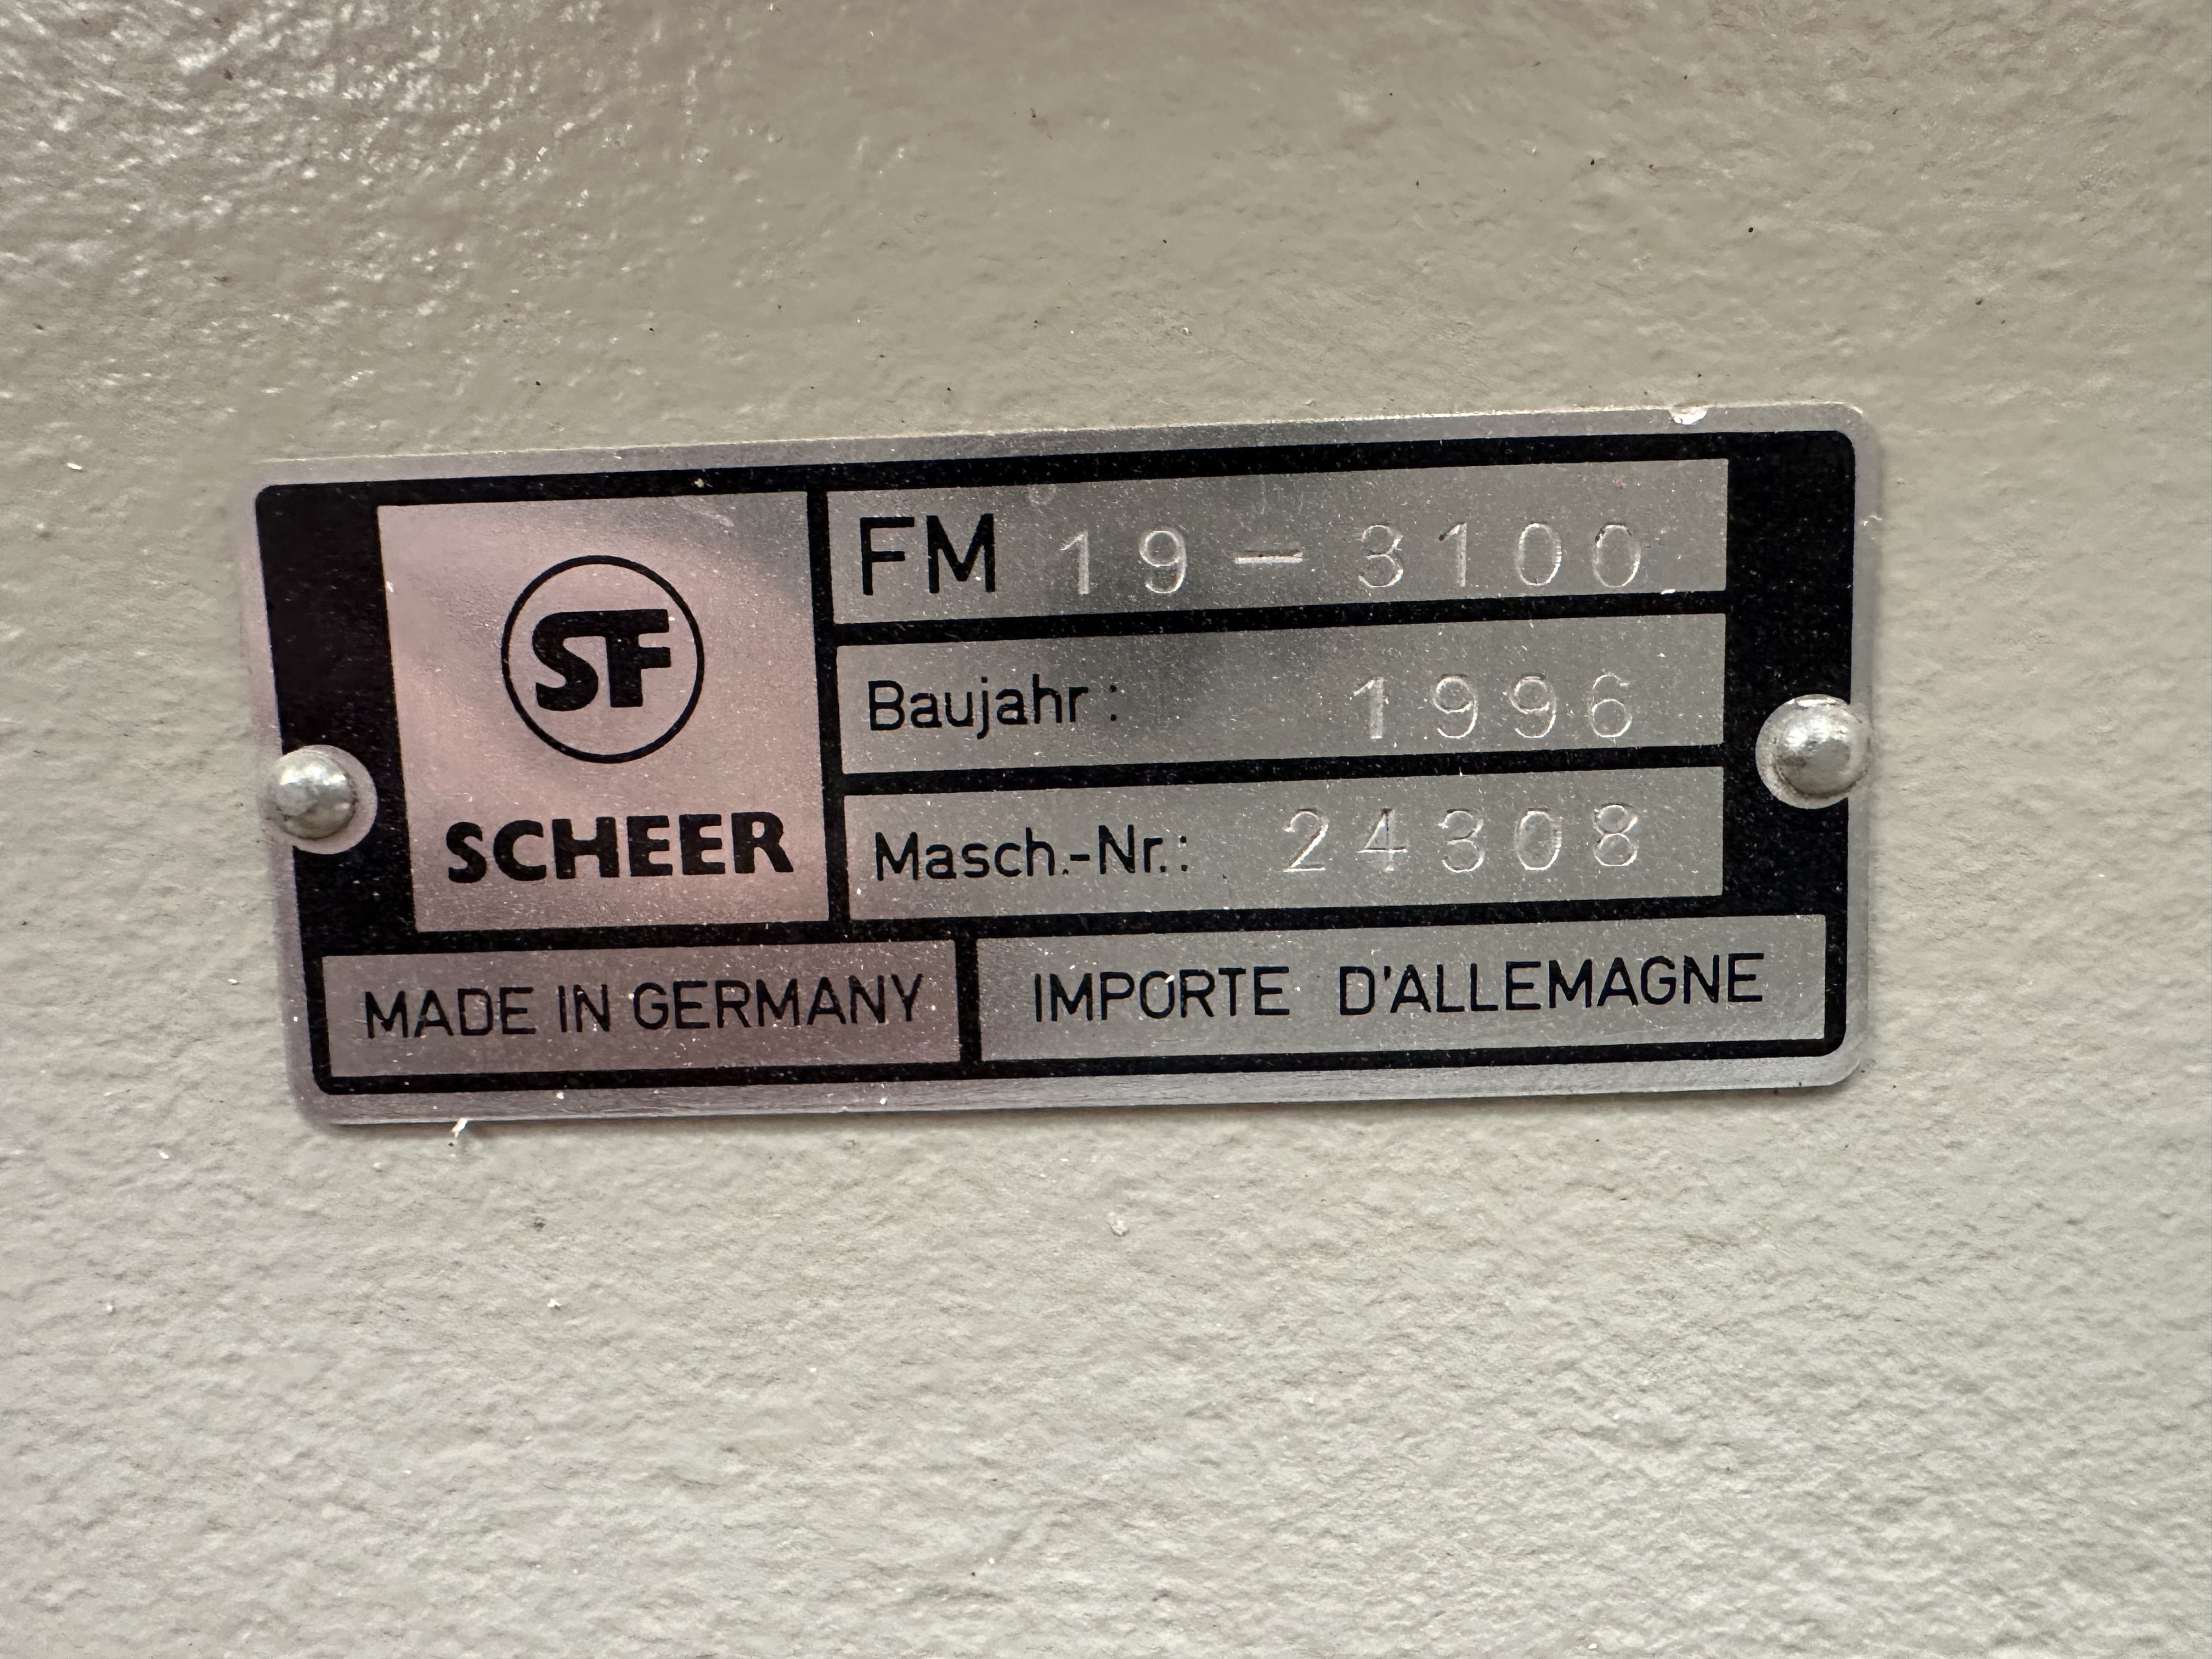 SF
SCHEER
FM 19-3100
Baujahr: 1996
Masch.-Nr.: 24308
MADE IN GERMANY
IMPORTE D'ALLEMAGNE